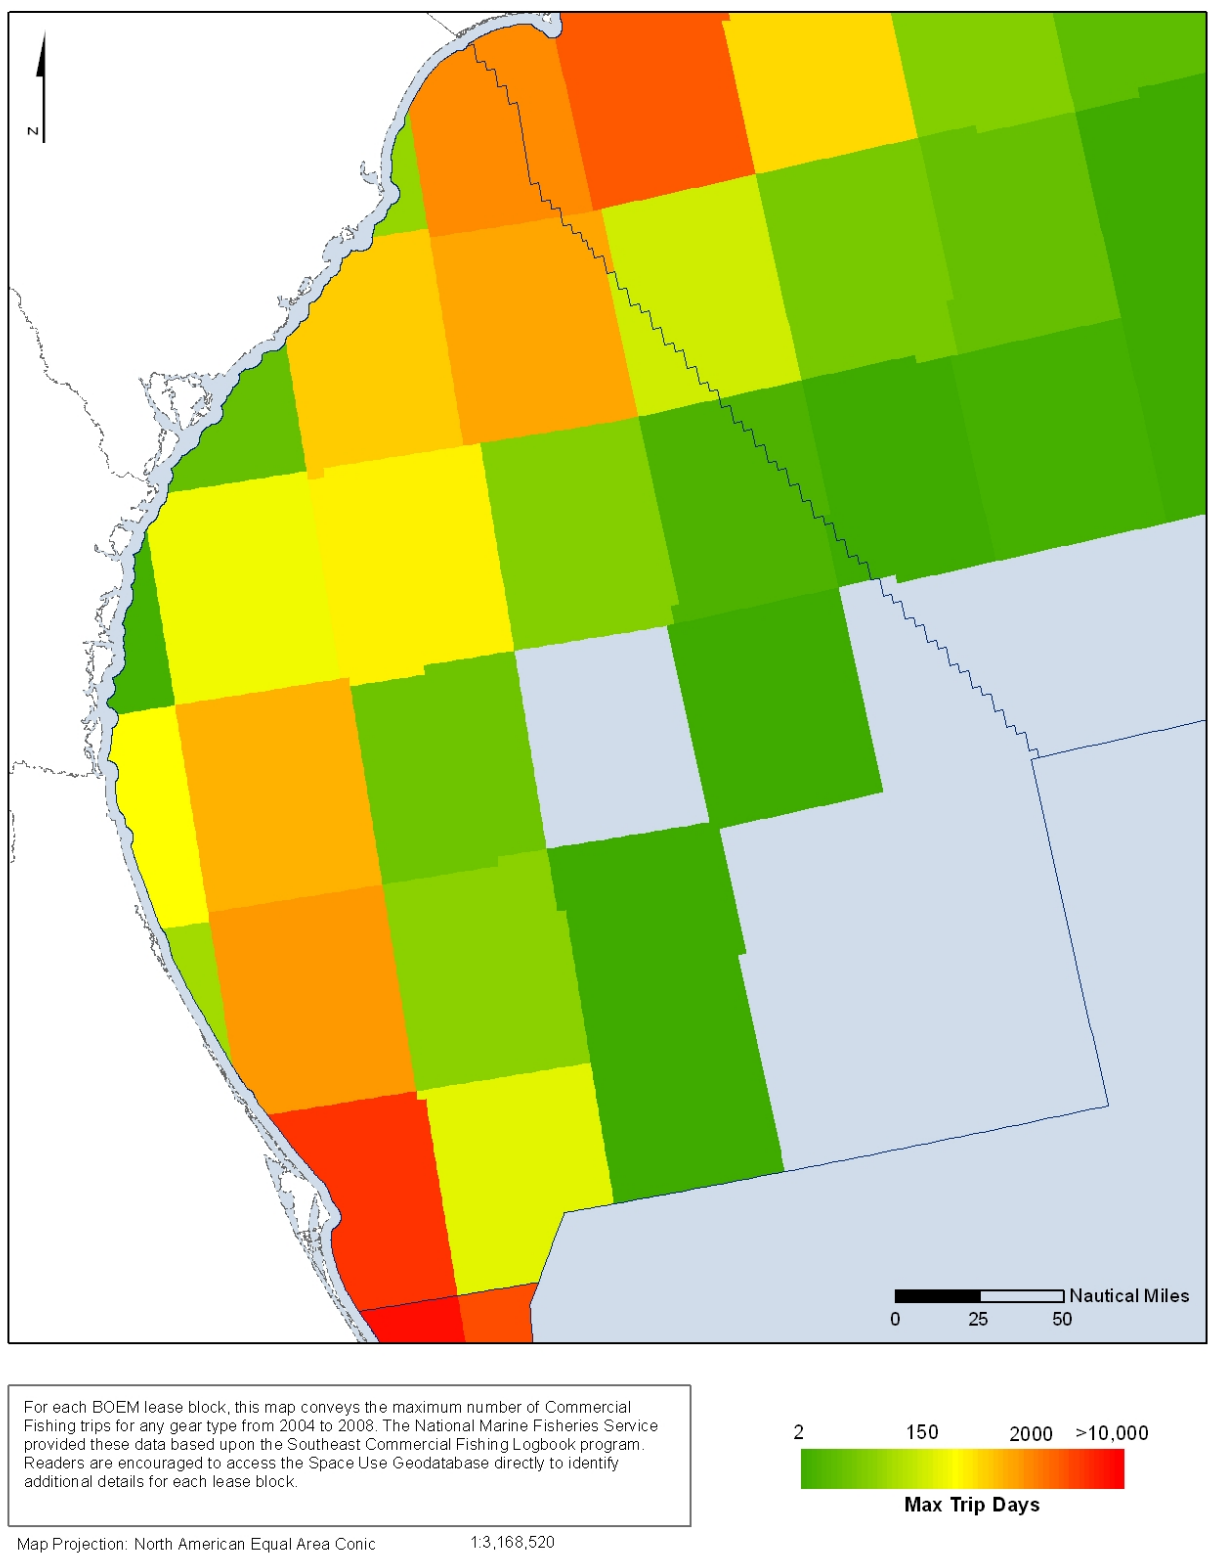 N
Nautical Miles
0 25 50
For each BOEM lease block, this map conveys the maximum number of Commercial
Fishing trips for any gear type from 2004 to 2008. The National Marine Fisheries Service
provided these data based upon the Southeast Commercial Fishing Logbook program.
Readers are encouraged to access the Space Use Geodatabase directly to identify
additional details for each lease block.
2 150 2000 >10,000
Max Trip Days
Map Projection: North American Equal Area Conic 1:3,168,520